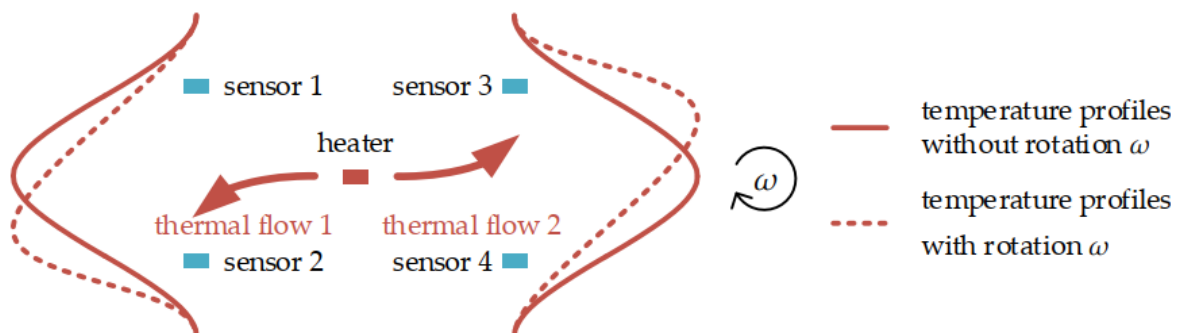 sensor 1
sensor 3
heater
thermal flow 1
thermal flow 2
sensor 2
sensor 4
ω
temperature profiles
without rotation ω
temperature profiles
with rotation ω